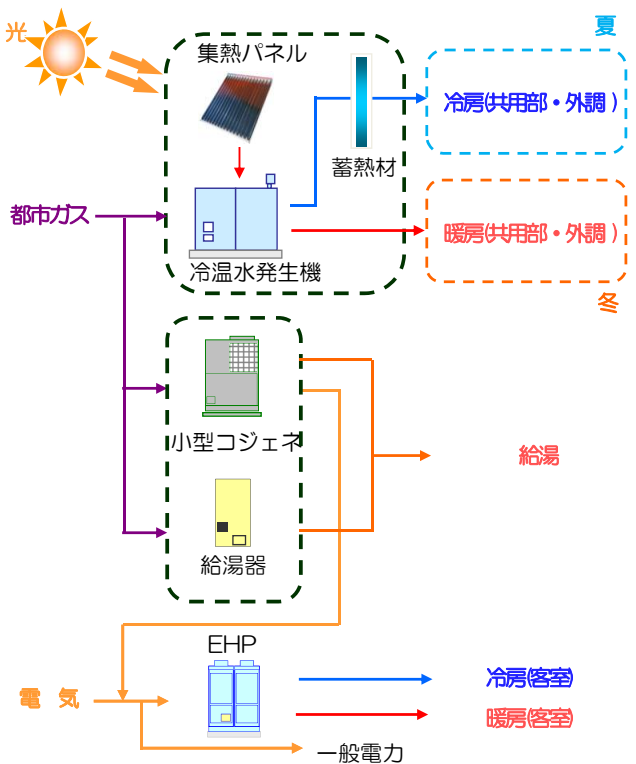 光
集熱パネル
夏
冷房(共用部・外調)
蓄熱材
都市ガス
暖房(共用部・外調)
冷温水発生機
冬
小型コジェネ
給湯
給湯器
EHP
冷房(客室)
電 気
暖房(客室)
一般電力